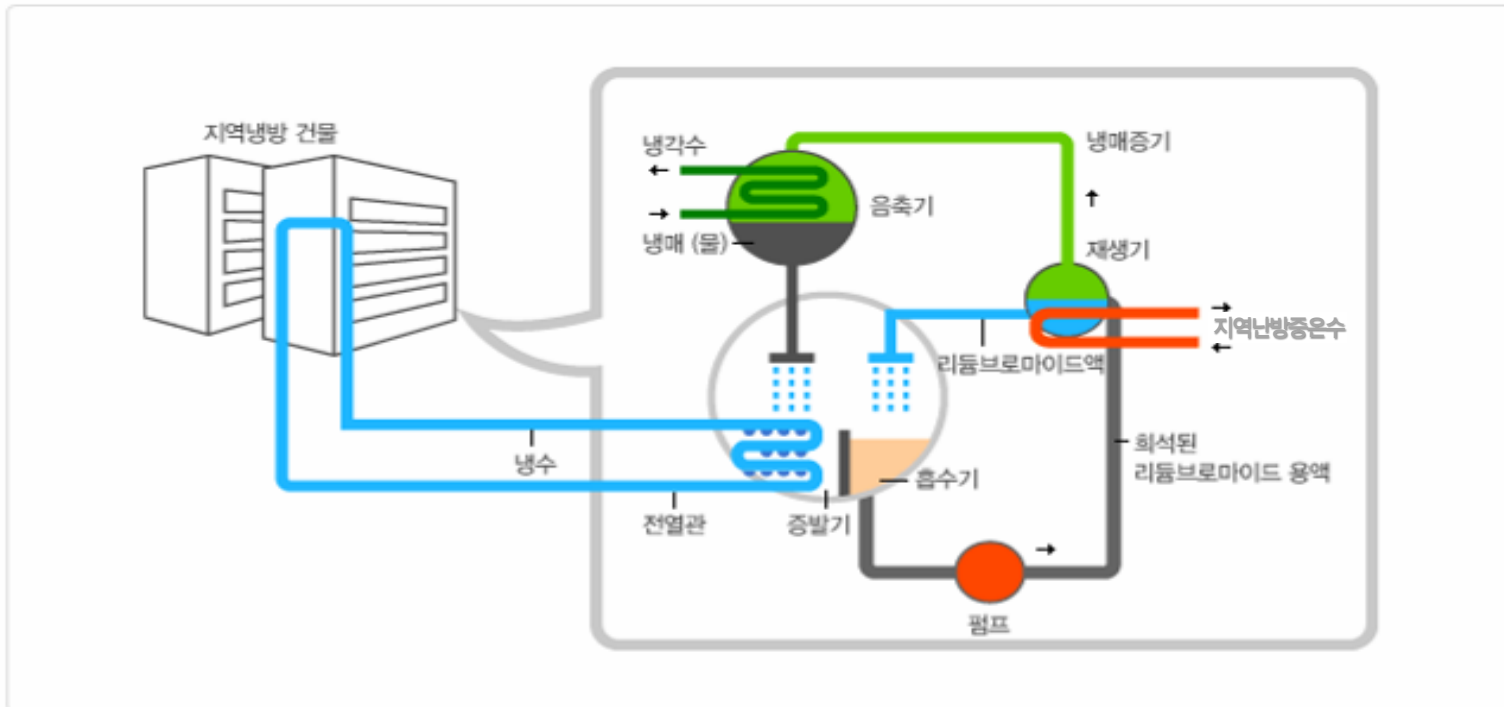 지역냉방 건물
냉각수
냉매증기
음축기
냉매 (물)
재생기
지역난방증온수
리듐브로마이드액
냉수
흡수기
희석된
리듐브로마이드 용액
전열관
증발기
펌프